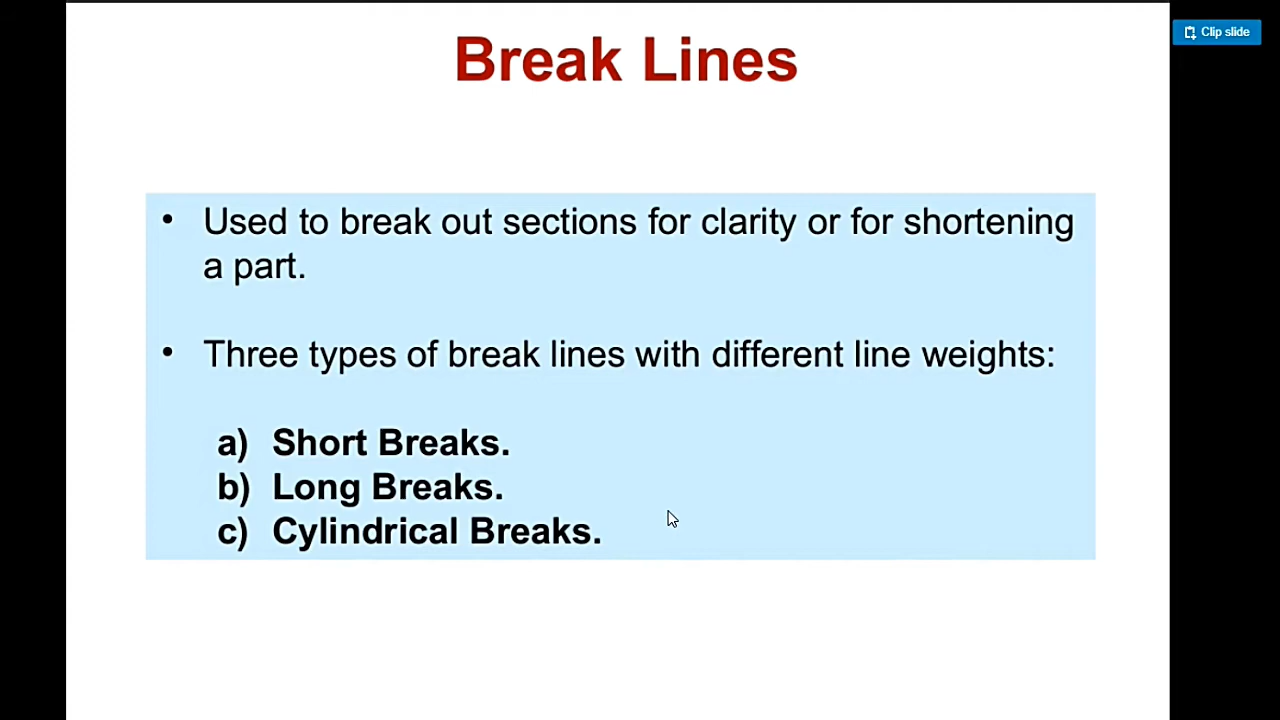 Clip slide
Break Lines
• Used to break out sections for clarity or for shortening
a part.
• Three types of break lines with different line weights:
a) Short Breaks.
b) Long Breaks.
c) Cylindrical Breaks.